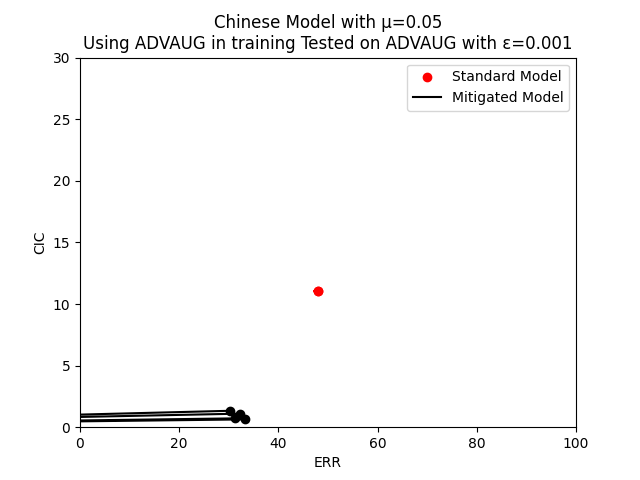 Chinese Model with μ=0.05
Using ADVAUG in training Tested on ADVAUG with ε=0.001
Standard Model
Mitigated Model
30
25
20
15
10
5
0
CIC
0 20 40 60 80 100
ERR